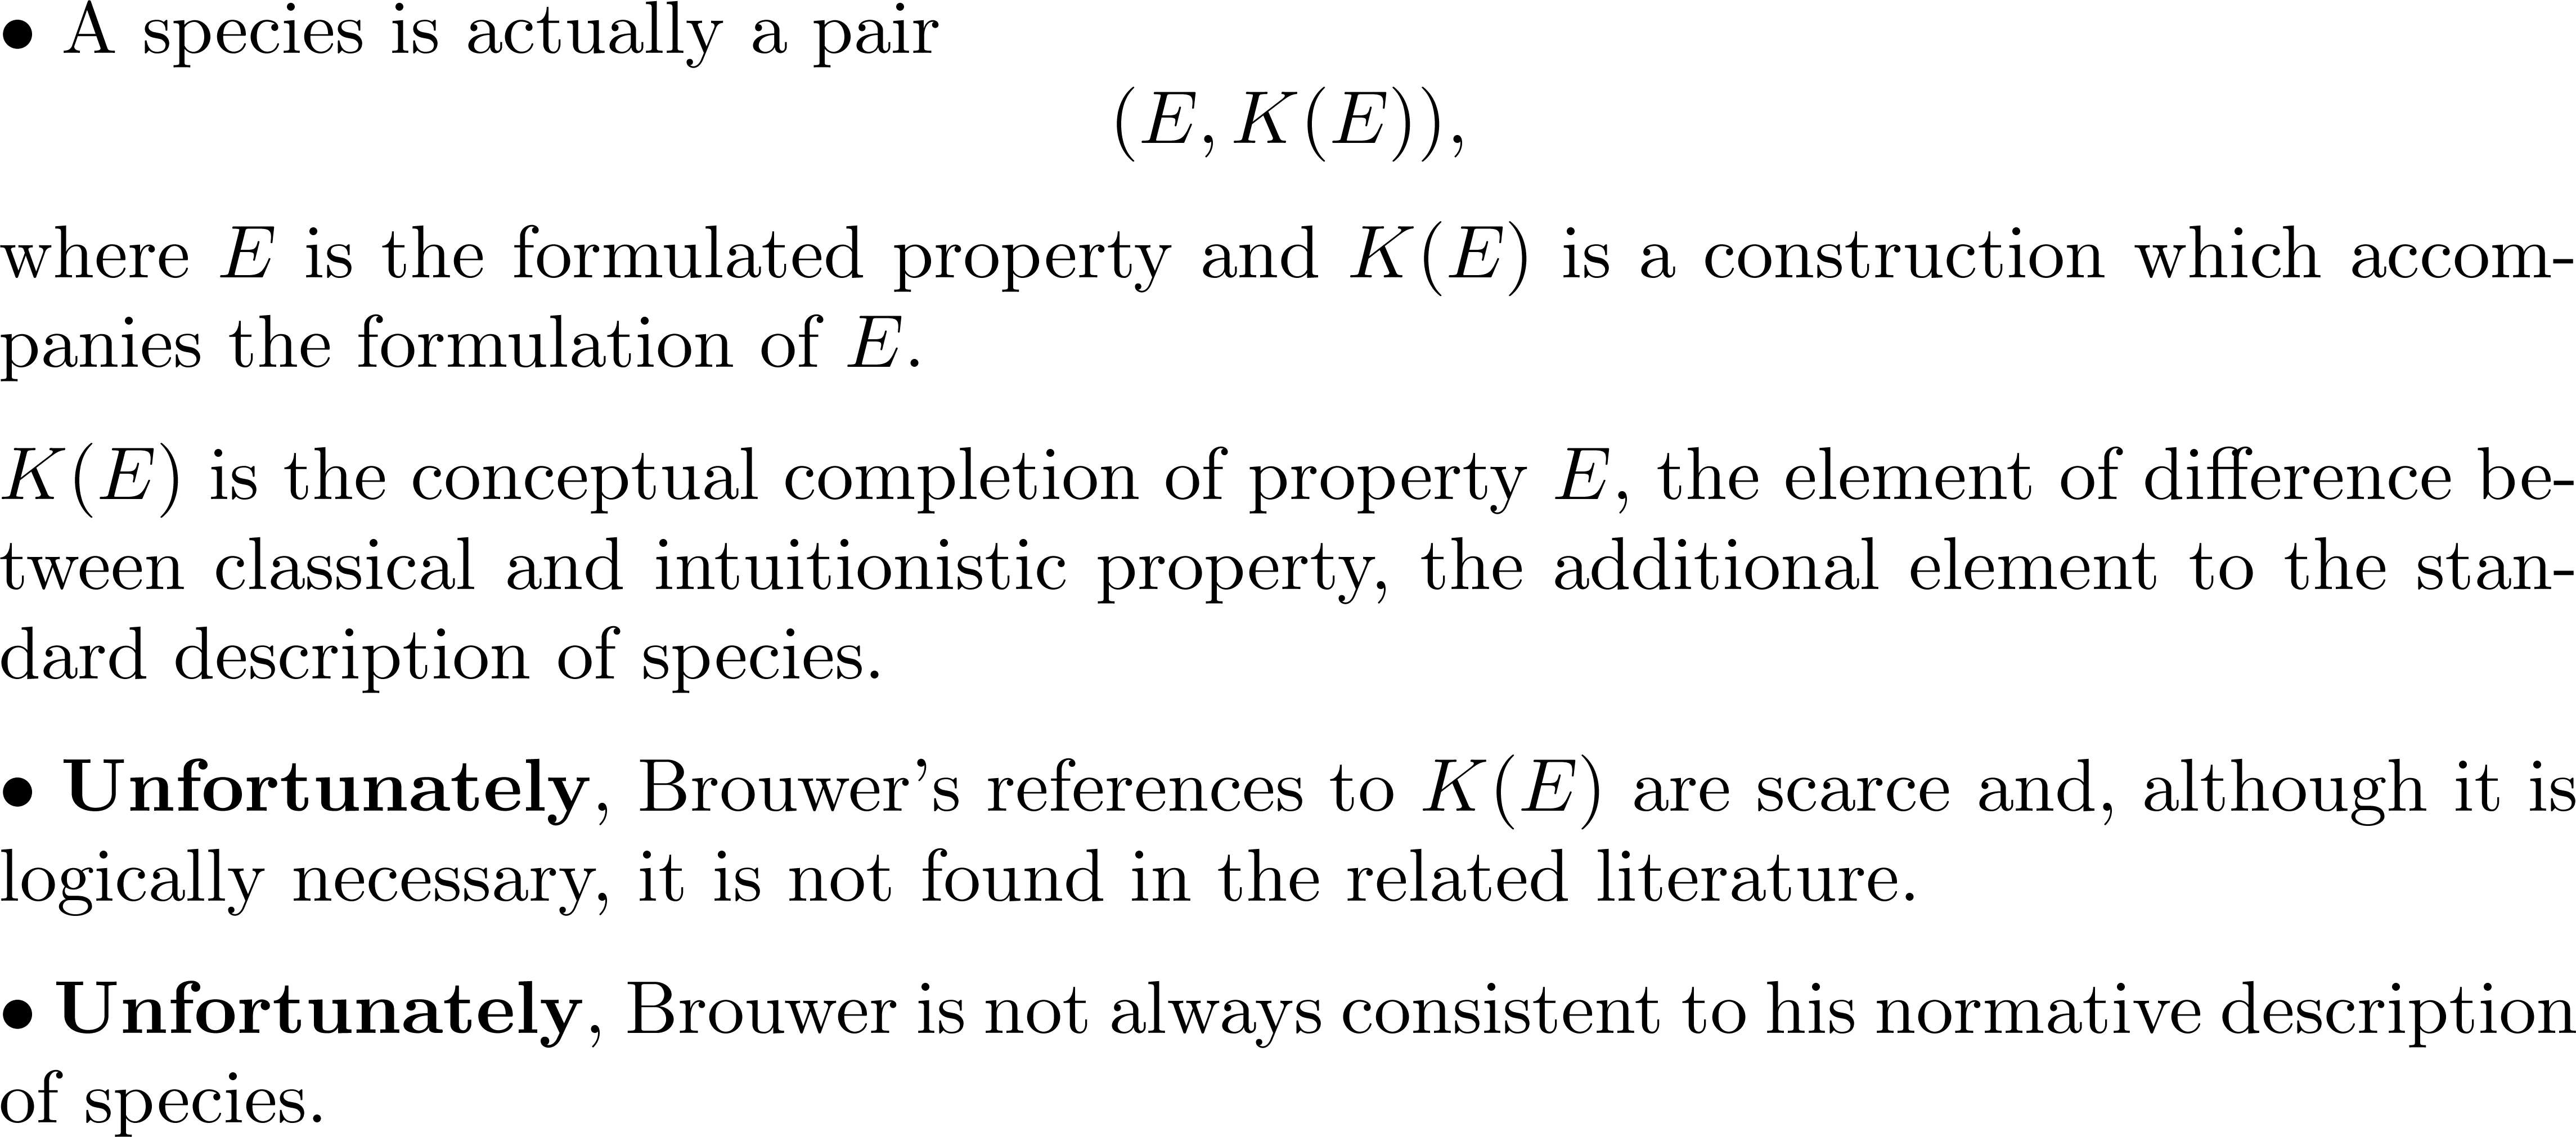 • A species is actually a pair
(E, K(E)),
where E is the formulated property and K(E) is a construction which accom-
panies the formulation of E.
K(E) is the conceptual completion of property E, the element of difference be-
tween classical and intuitionistic property, the additional element to the stan-
dard description of species.
• Unfortunately, Brouwer’s references to K(E) are scarce and, although it is
logically necessary, it is not found in the related literature.
• Unfortunately, Brouwer is not always consistent to his normative description
of species.